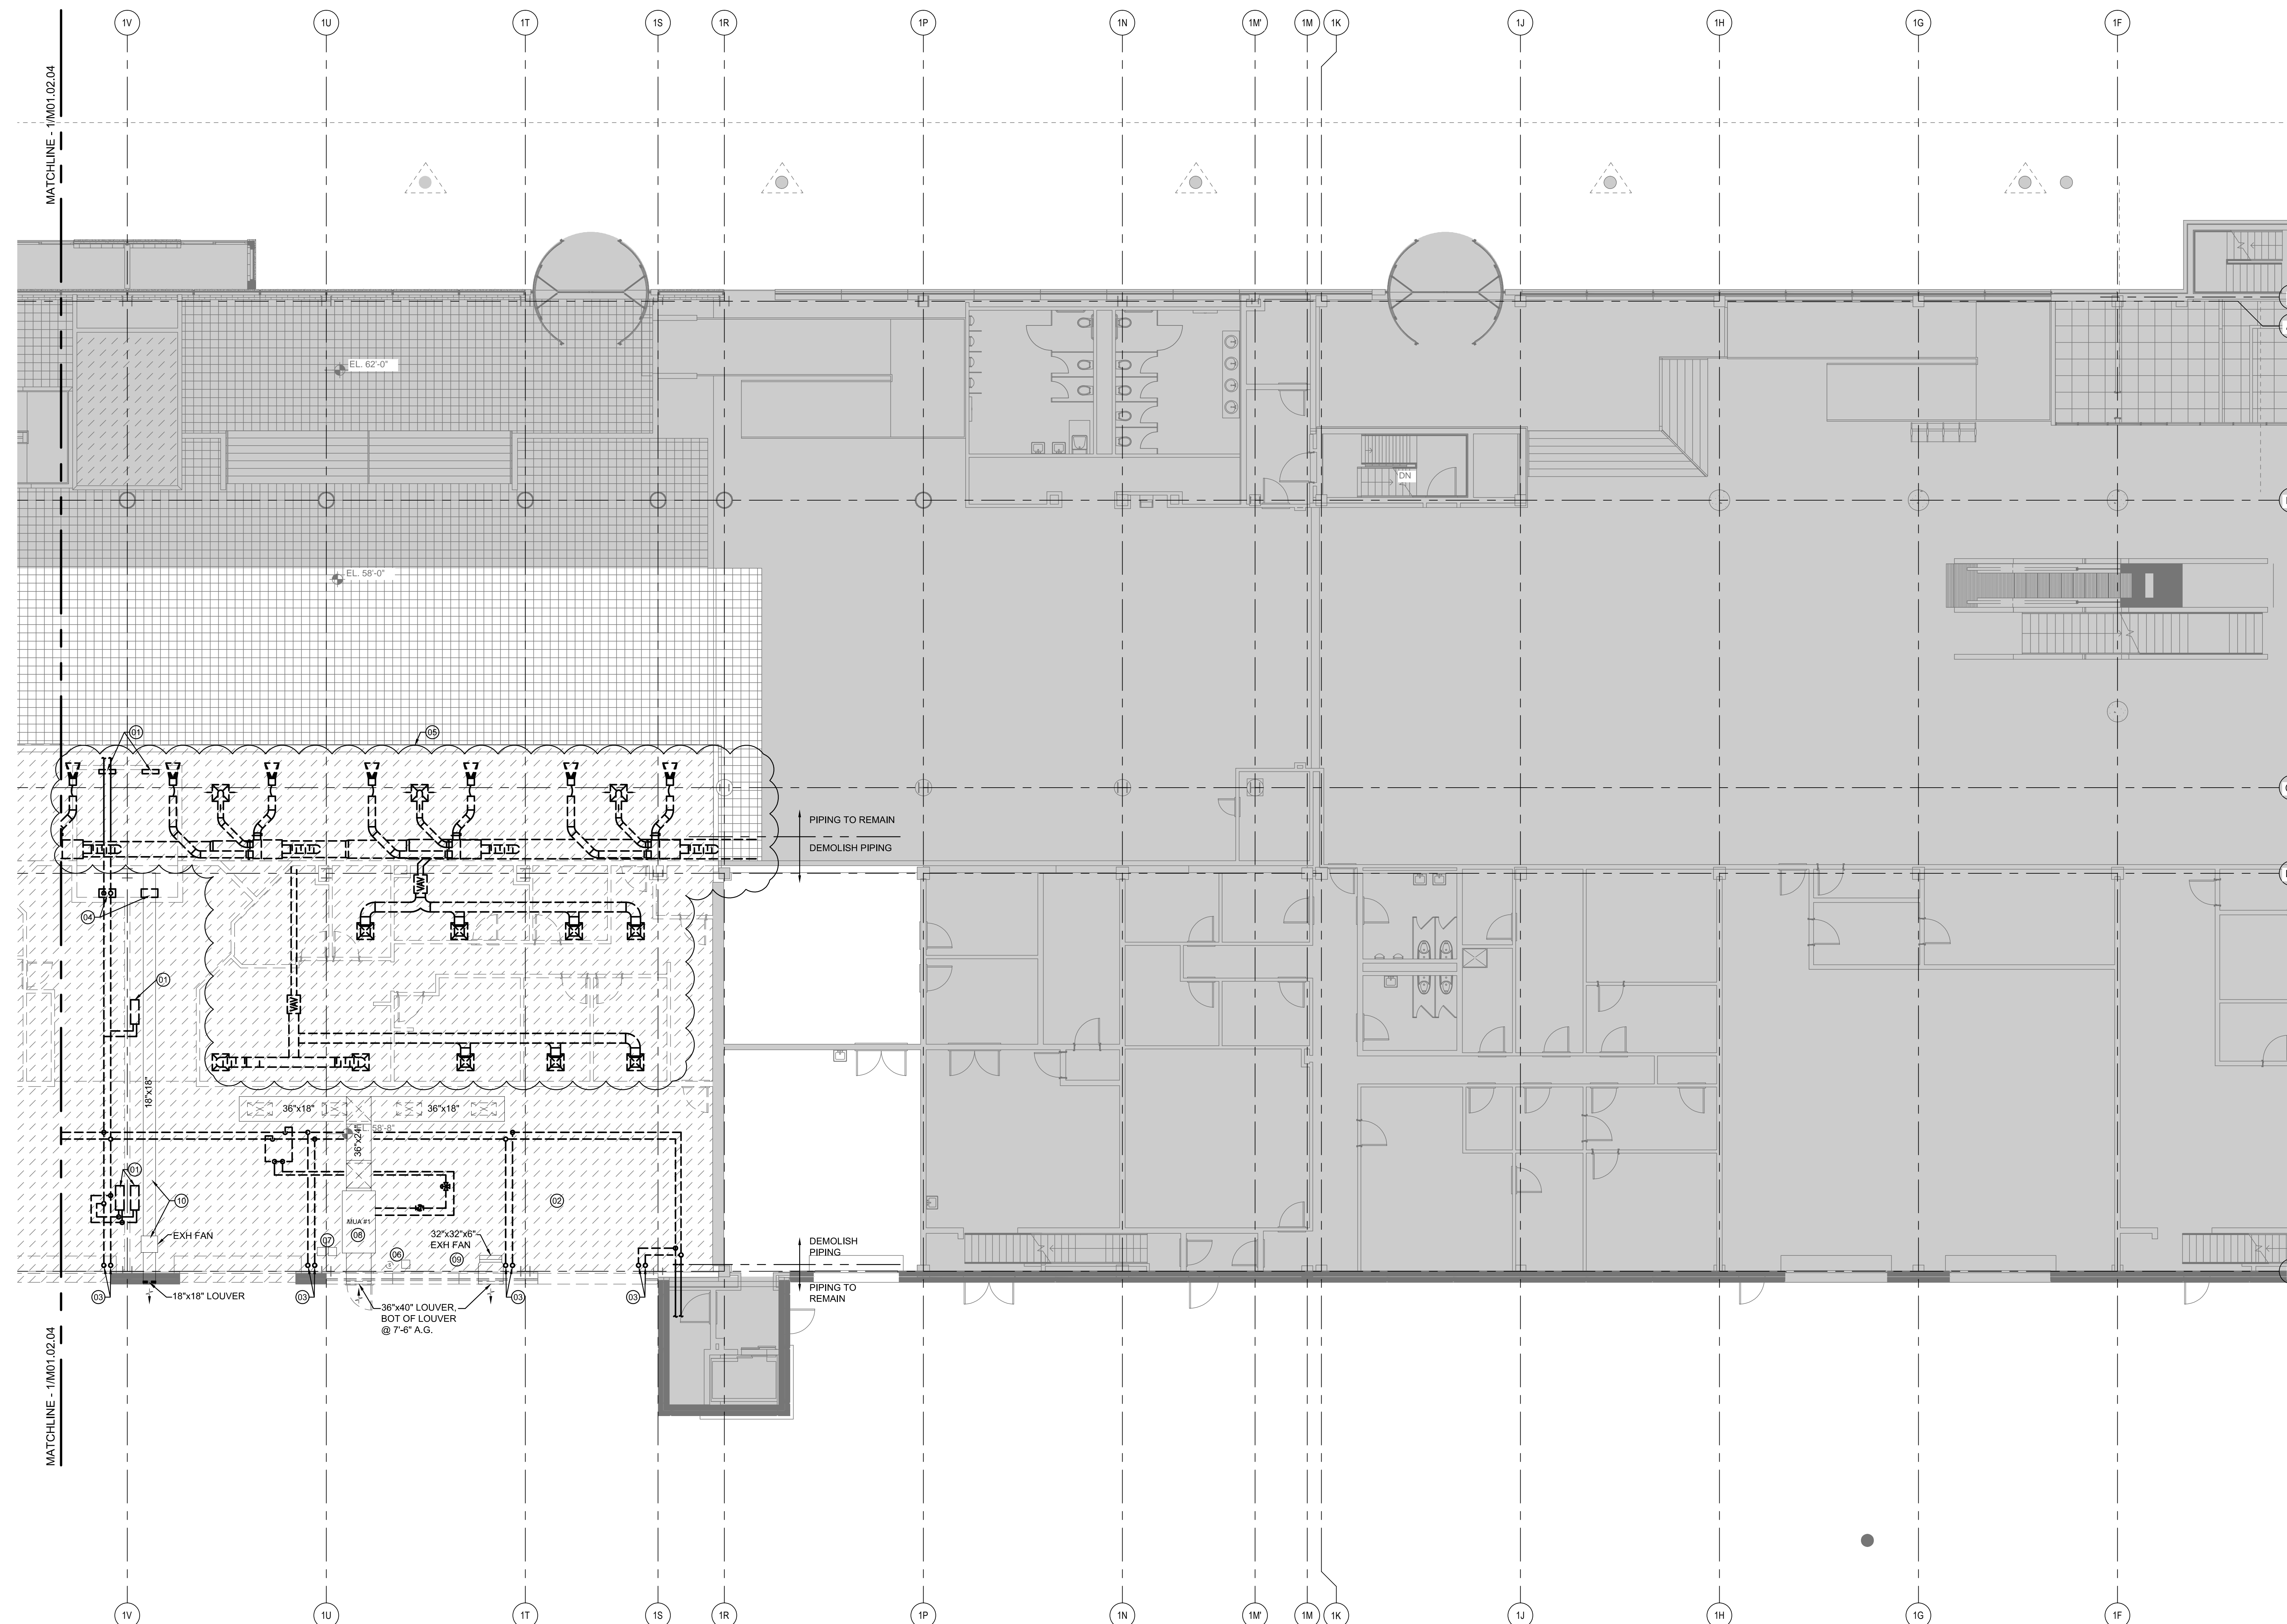 1V
1U
1T
1S
1R
1P
1N
1M'
1M
1K
1J
1H
1G
1F
MATCHLINE - 1/M01.02.04
EL. 62'-0"
DN
EL. 58'-0"
01
05
PIPING TO REMAIN
DEMOLISH PIPING
04
01
18"x18"
36"x18"
36"x18"
EL. 58'-8"
36"x24"
01
10
02
MUA #1
08
EXH FAN
07
06
32"x32"x6"
EXH FAN
09
DEMOLISH
PIPING
PIPING TO
REMAIN
03
18"x18" LOUVER
03
36"x40" LOUVER,
BOT OF LOUVER
@ 7'-6" A.G.
03
03
MATCHLINE - 1/M01.02.04
1V
1U
1T
1S
1R
1P
1N
1M'
1M
1K
1J
1H
1G
1F